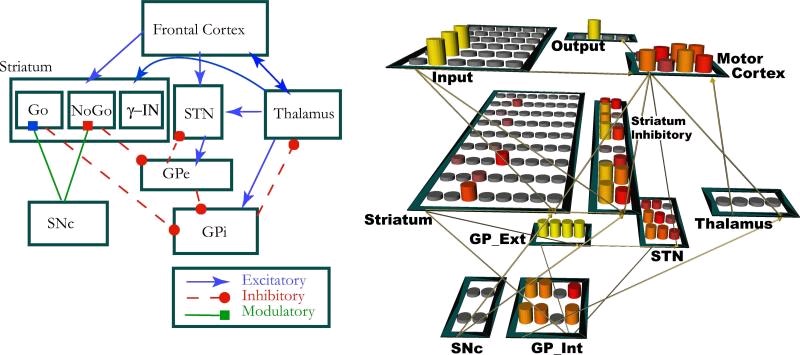 Frontal Cortex
Striatum
Go
NoGo
γ–IN
STN
Thalamus
GPe
SNc
GPi
Excitatory
Inhibitory
Modulatory
Input
Output
Motor
Cortex
Striatum
Inhibitory
Striatum
GP_Ext
STN
Thalamus
SNc
GP_Int